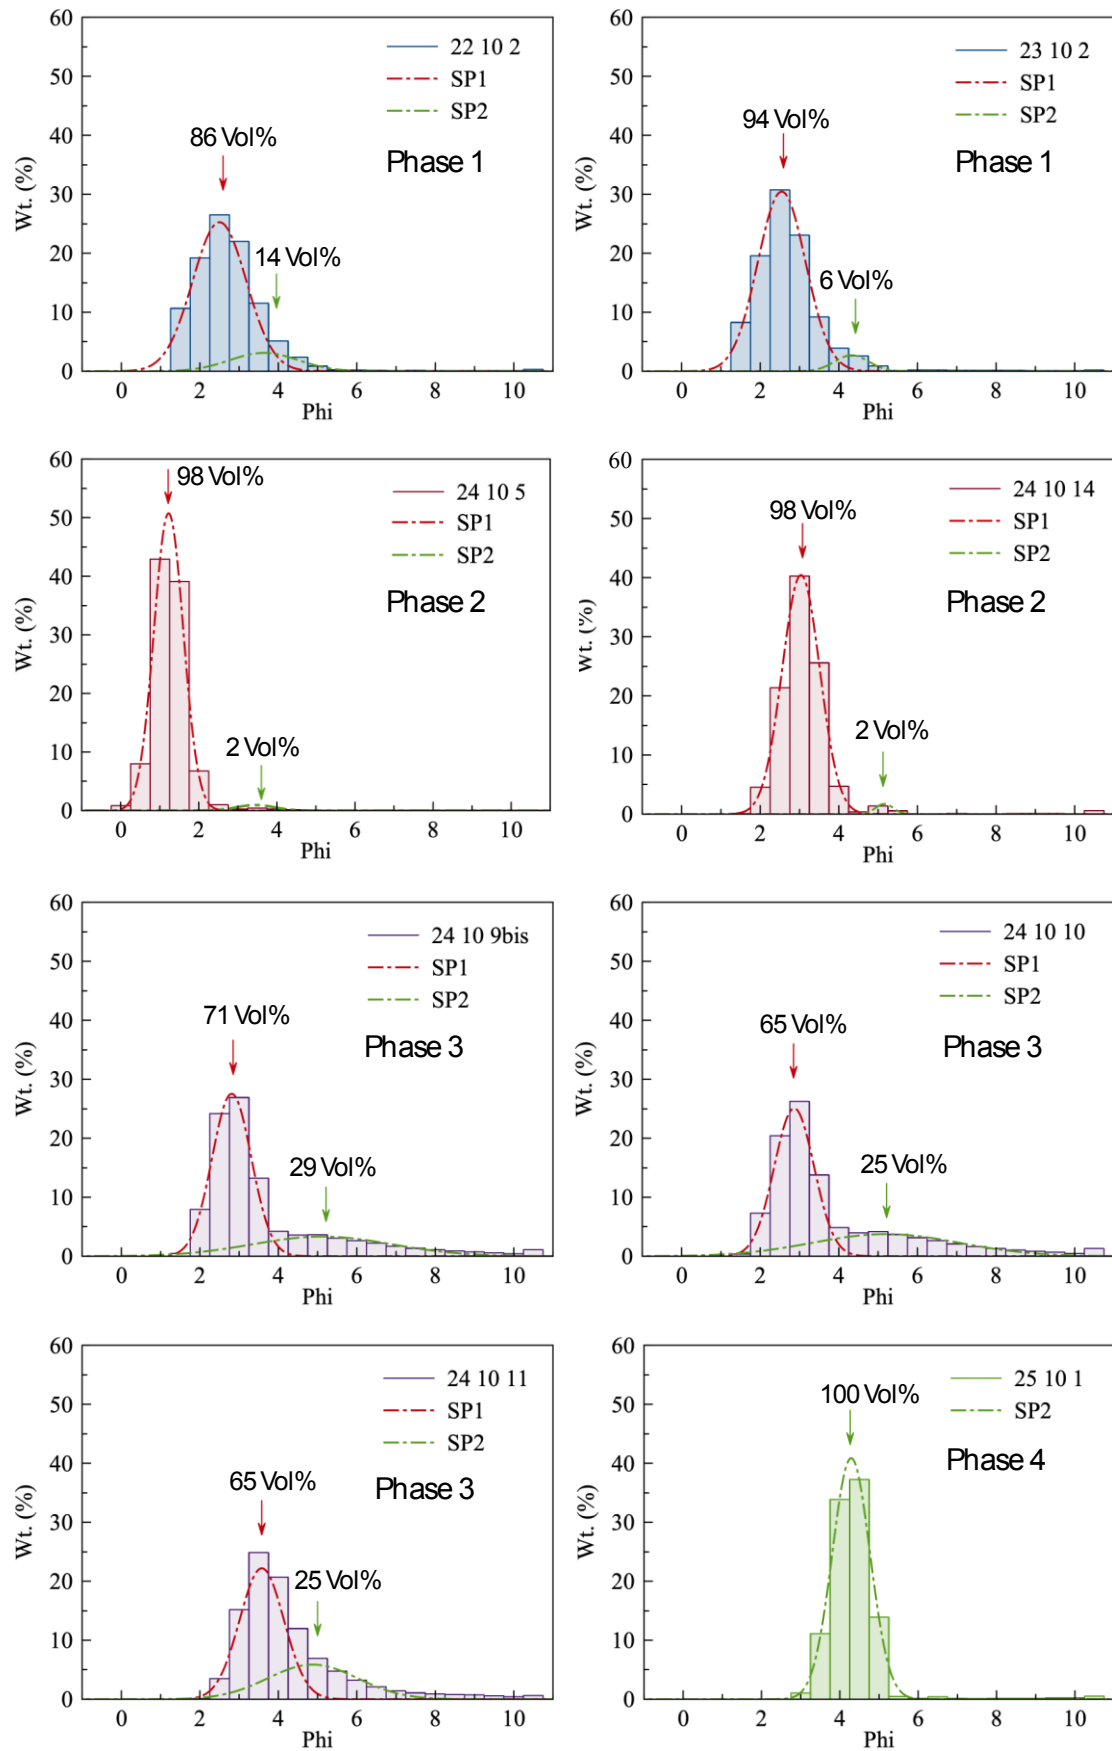 60
50
40
30
20
10
0
Wt. (%)
22 10 2
SP1
SP2
86 Vol%
Phase 1
14 Vol%
0 2 4 6 8 10
Phi
60
50
40
30
20
10
0
Wt. (%)
23 10 2
SP1
SP2
94 Vol%
Phase 1
6 Vol%
0 2 4 6 8 10
Phi
60
50
40
30
20
10
0
Wt. (%)
98 Vol%
24 10 5
SP1
SP2
Phase 2
2 Vol%
0 2 4 6 8 10
Phi
60
50
40
30
20
10
0
Wt. (%)
24 10 14
SP1
SP2
98 Vol%
Phase 2
2 Vol%
0 2 4 6 8 10
Phi
60
50
40
30
20
10
0
Wt. (%)
24 10 9bis
SP1
SP2
71 Vol%
Phase 3
29 Vol%
0 2 4 6 8 10
Phi
60
50
40
30
20
10
0
Wt. (%)
24 10 10
SP1
SP2
65 Vol%
Phase 3
25 Vol%
0 2 4 6 8 10
Phi
60
50
40
30
20
10
0
Wt. (%)
24 10 11
SP1
SP2
65 Vol%
Phase 3
25 Vol%
0 2 4 6 8 10
Phi
60
50
40
30
20
10
0
Wt. (%)
25 10 1
SP2
100 Vol%
Phase 4
0 2 4 6 8 10
Phi